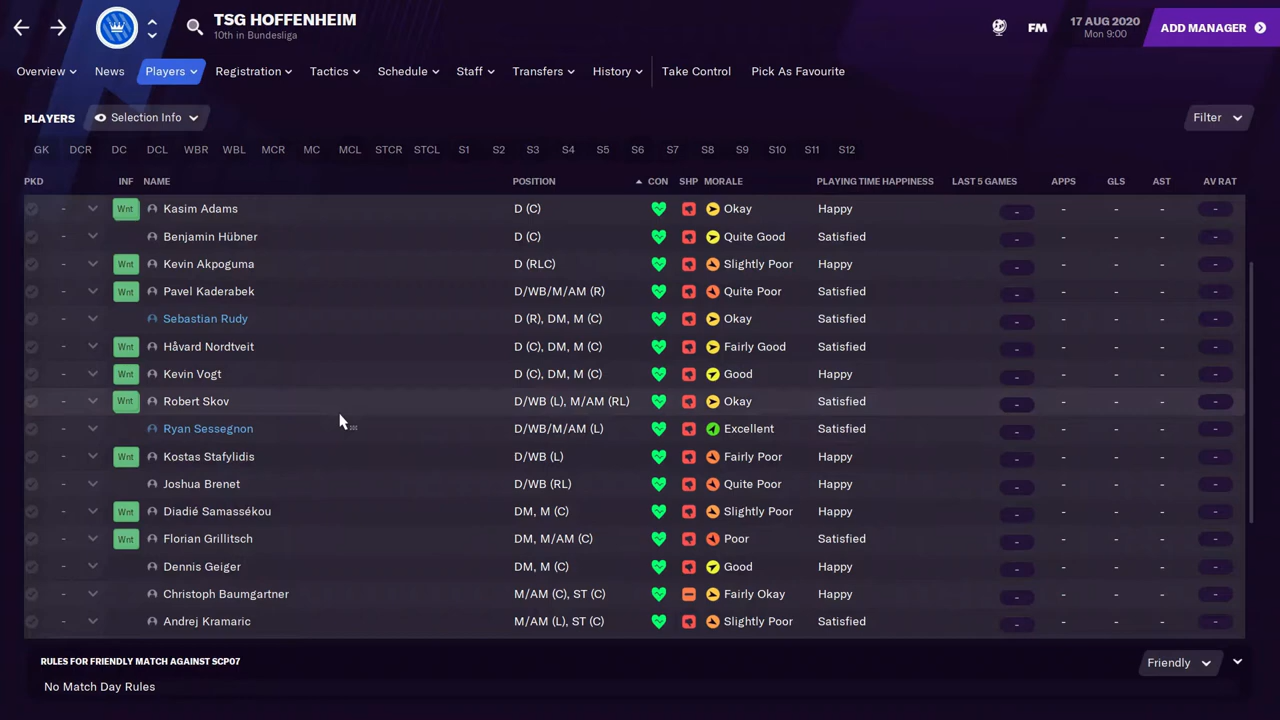 TSG HOFFENHEIM
10th in Bundesliga
FM
17 AUG 2020
Mon 9:00
ADD MANAGER
Overview News Players Registration Tactics Schedule Staff Transfers History Take Control Pick As Favourite
PLAYERS Selection Info Filter
GK DCR DC DCL WBR WBL MCR MC MCL STCR STCL S1 S2 S3 S4 S5 S6 S7 S8 S9 S10 S11 S12
PKD INF NAME POSITION CON SHP MORALE PLAYING TIME HAPPINESS LAST 5 GAMES APPS GLS AST AV RAT
- Wnt Kasim Adams D (C) Okay Happy - - - - -
- Benjamin Hübner D (C) Quite Good Satisfied - - - - -
- Wnt Kevin Akpoguma D (RLC) Slightly Poor Happy - - - - -
- Wnt Pavel Kaderabek D/WB/M/AM (R) Quite Poor Satisfied - - - - -
- Sebastian Rudy D (R), DM, M (C) Okay Satisfied - - - - -
- Wnt Håvard Nordtveit D (C), DM, M (C) Fairly Good Satisfied - - - - -
- Wnt Kevin Vogt D (C), DM, M (C) Good Happy - - - - -
- Wnt Robert Skov D/WB (L), M/AM (RL) Okay Satisfied - - - - -
- Ryan Sessegnon D/WB/M/AM (L) Excellent Satisfied - - - - -
- Wnt Kostas Stafylidis D/WB (L) Fairly Poor Happy - - - - -
- Joshua Brenet D/WB (RL) Quite Poor Happy - - - - -
- Wnt Diadié Samassékou DM, M (C) Slightly Poor Happy - - - - -
- Wnt Florian Grillitsch DM, M/AM (C) Poor Satisfied - - - - -
- Dennis Geiger DM, M (C) Good Happy - - - - -
- Christoph Baumgartner M/AM (C), ST (C) Fairly Okay Happy - - - - -
- Andrej Kramaric M/AM (L), ST (C) Slightly Poor Satisfied - - - - -
RULES FOR FRIENDLY MATCH AGAINST SCP07 Friendly
No Match Day Rules